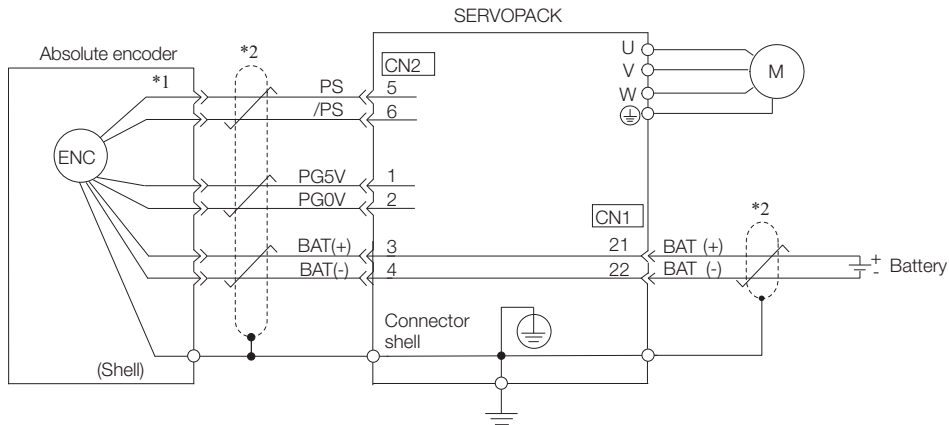 SERVOPACK
Absolute encoder
*2
CN2
U
V
W
M
*1
PS
5
/PS
6
ENC
PG5V
1
PG0V
2
CN1
*2
BAT(+)
3
21
BAT (+)
BAT(-)
4
22
BAT (-)
+
-
Battery
Connector
shell
(Shell)